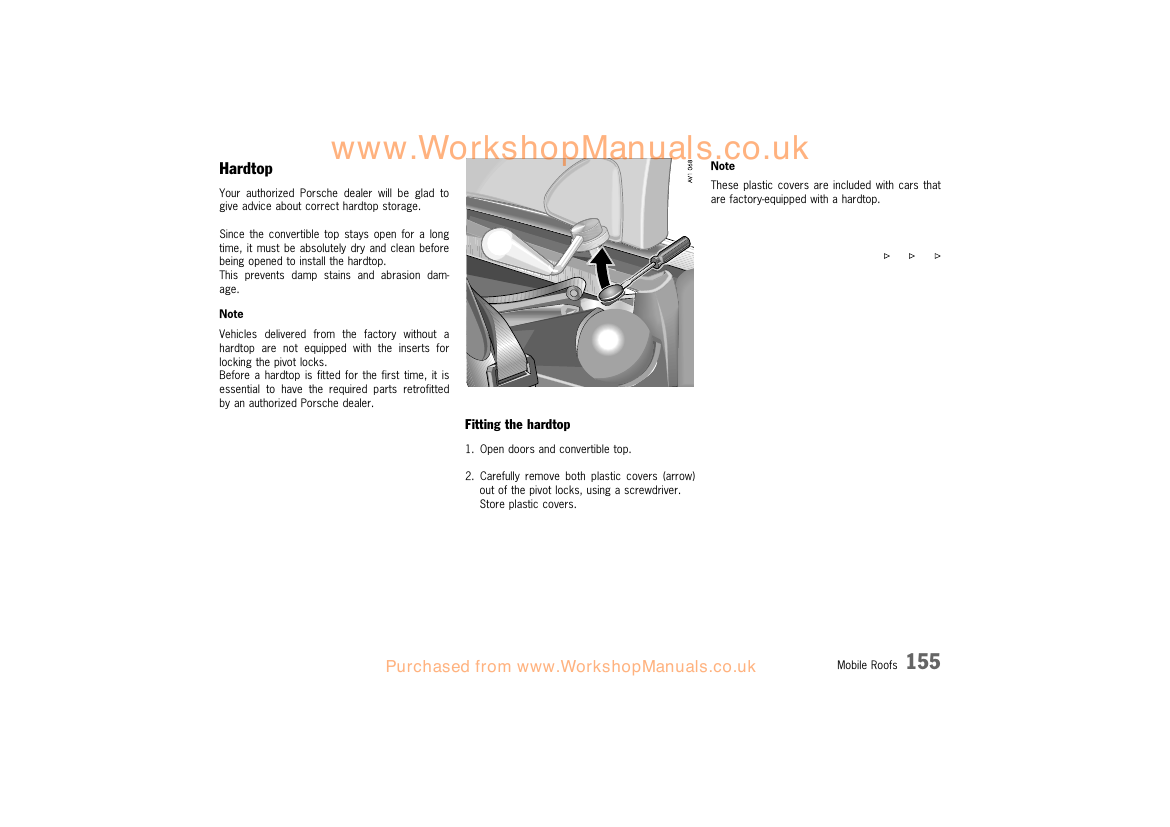 www.WorkshopManuals.co.uk
Hardtop
Your authorized Porsche dealer will be glad to
give advice about correct hardtop storage.
Since the convertible top stays open for a long
time, it must be absolutely dry and clean before
being opened to install the hardtop.
This prevents damp stains and abrasion dam-
age.
Note
Vehicles delivered from the factory without a
hardtop are not equipped with the inserts for
locking the pivot locks.
Before a hardtop is fitted for the first time, it is
essential to have the required parts retrofitted
by an authorized Porsche dealer.
AV1 068
Fitting the hardtop
1. Open doors and convertible top.
2. Carefully remove both plastic covers (arrow)
out of the pivot locks, using a screwdriver.
Store plastic covers.
Note
These plastic covers are included with cars that
are factory-equipped with a hardtop.
Purchased from www.WorkshopManuals.co.uk
Mobile Roofs 155